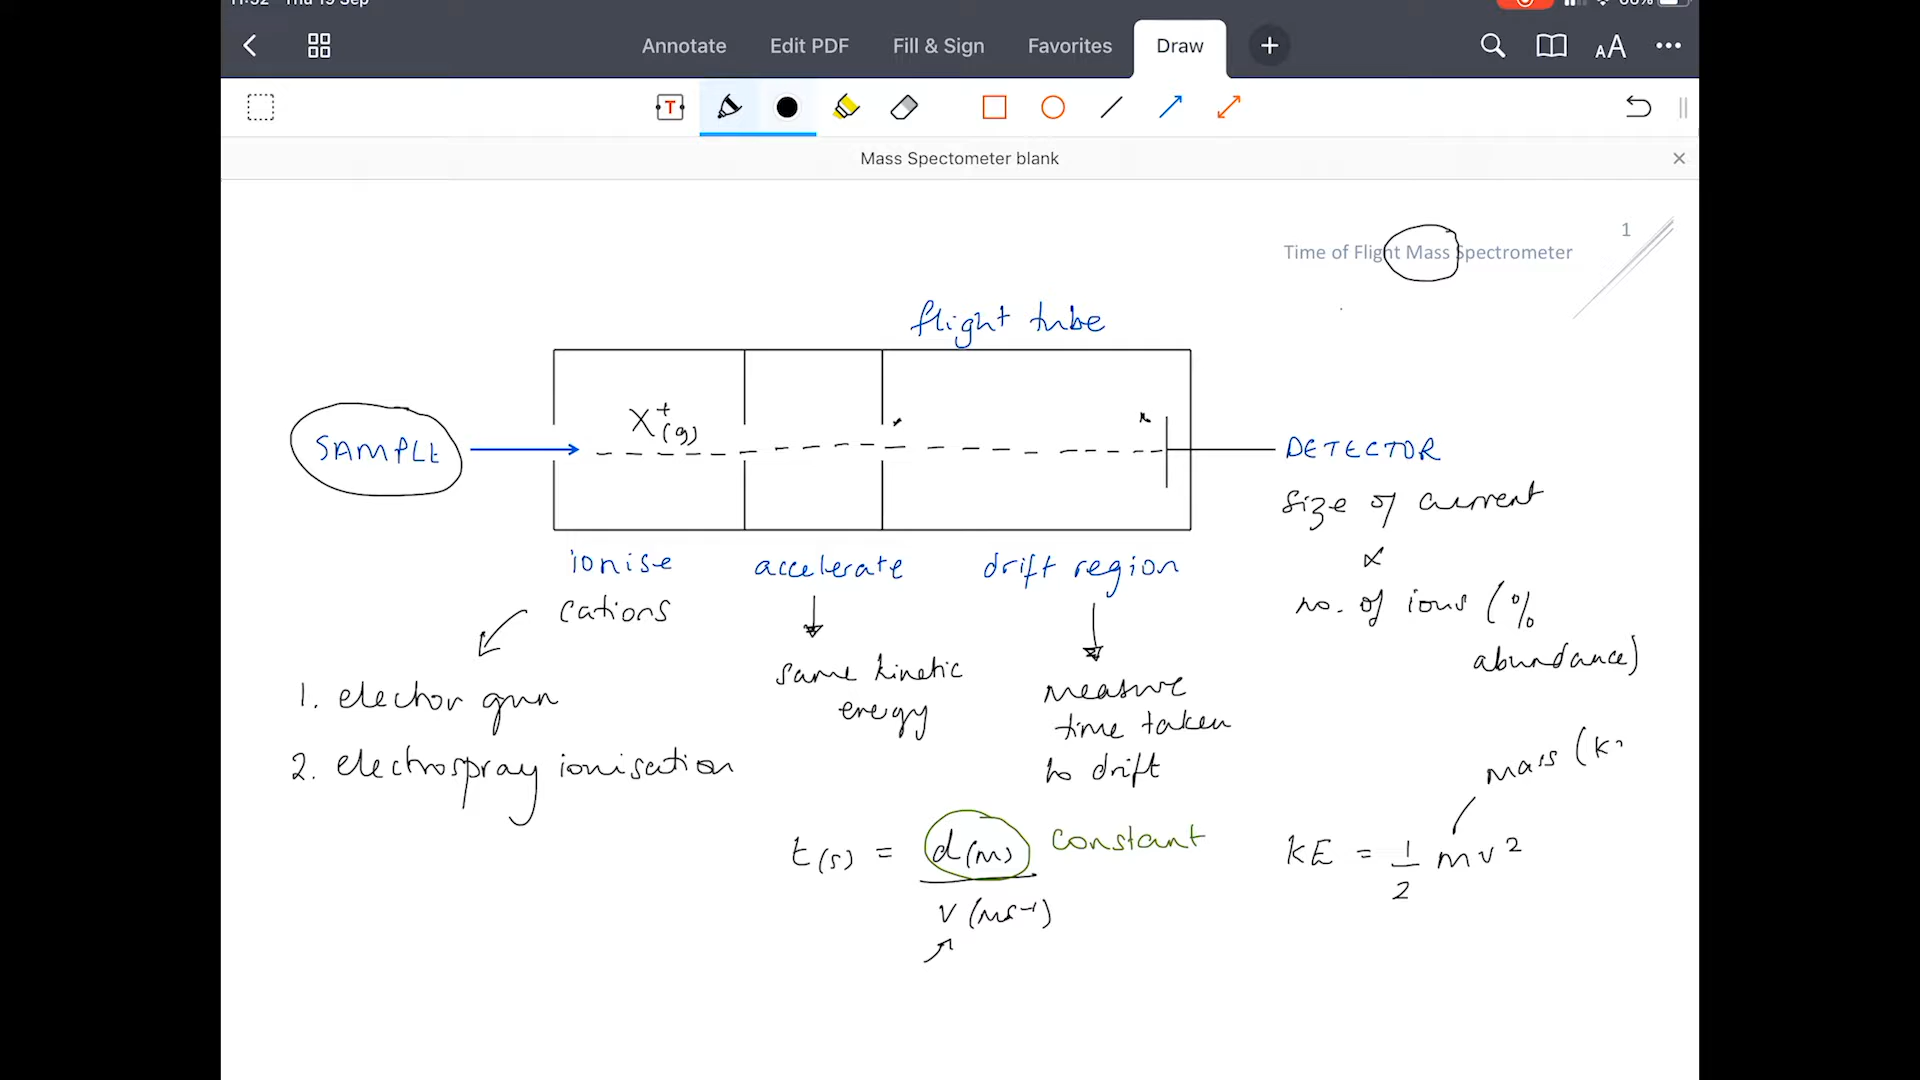 Annotate Edit PDF Fill & Sign Favorites Draw
Mass Spectometer blank
1
Time of Flight Mass Spectrometer
flight tube
X+(g)
SAMPLE
DETECTOR
size of current
∝
no. of ions (%
abundance)
ionise accelerate drift region
cations
same kinetic
energy
measure
time taken
to drift
1. elector gun
2. electrospray ionisation
mass (K
t(s) = d(m) constant
v (ms-1)
KE = 1/2 mv2